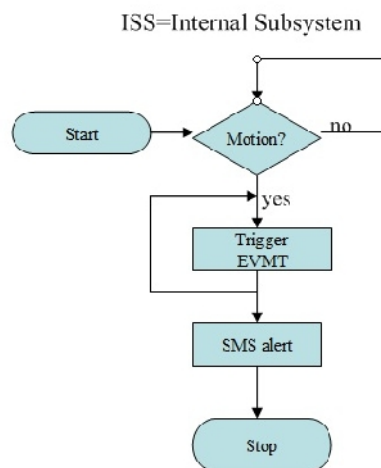 ISS=Internal Subsystem
Start
Motion?
no
yes
Trigger
EVMT
SMS alert
Stop